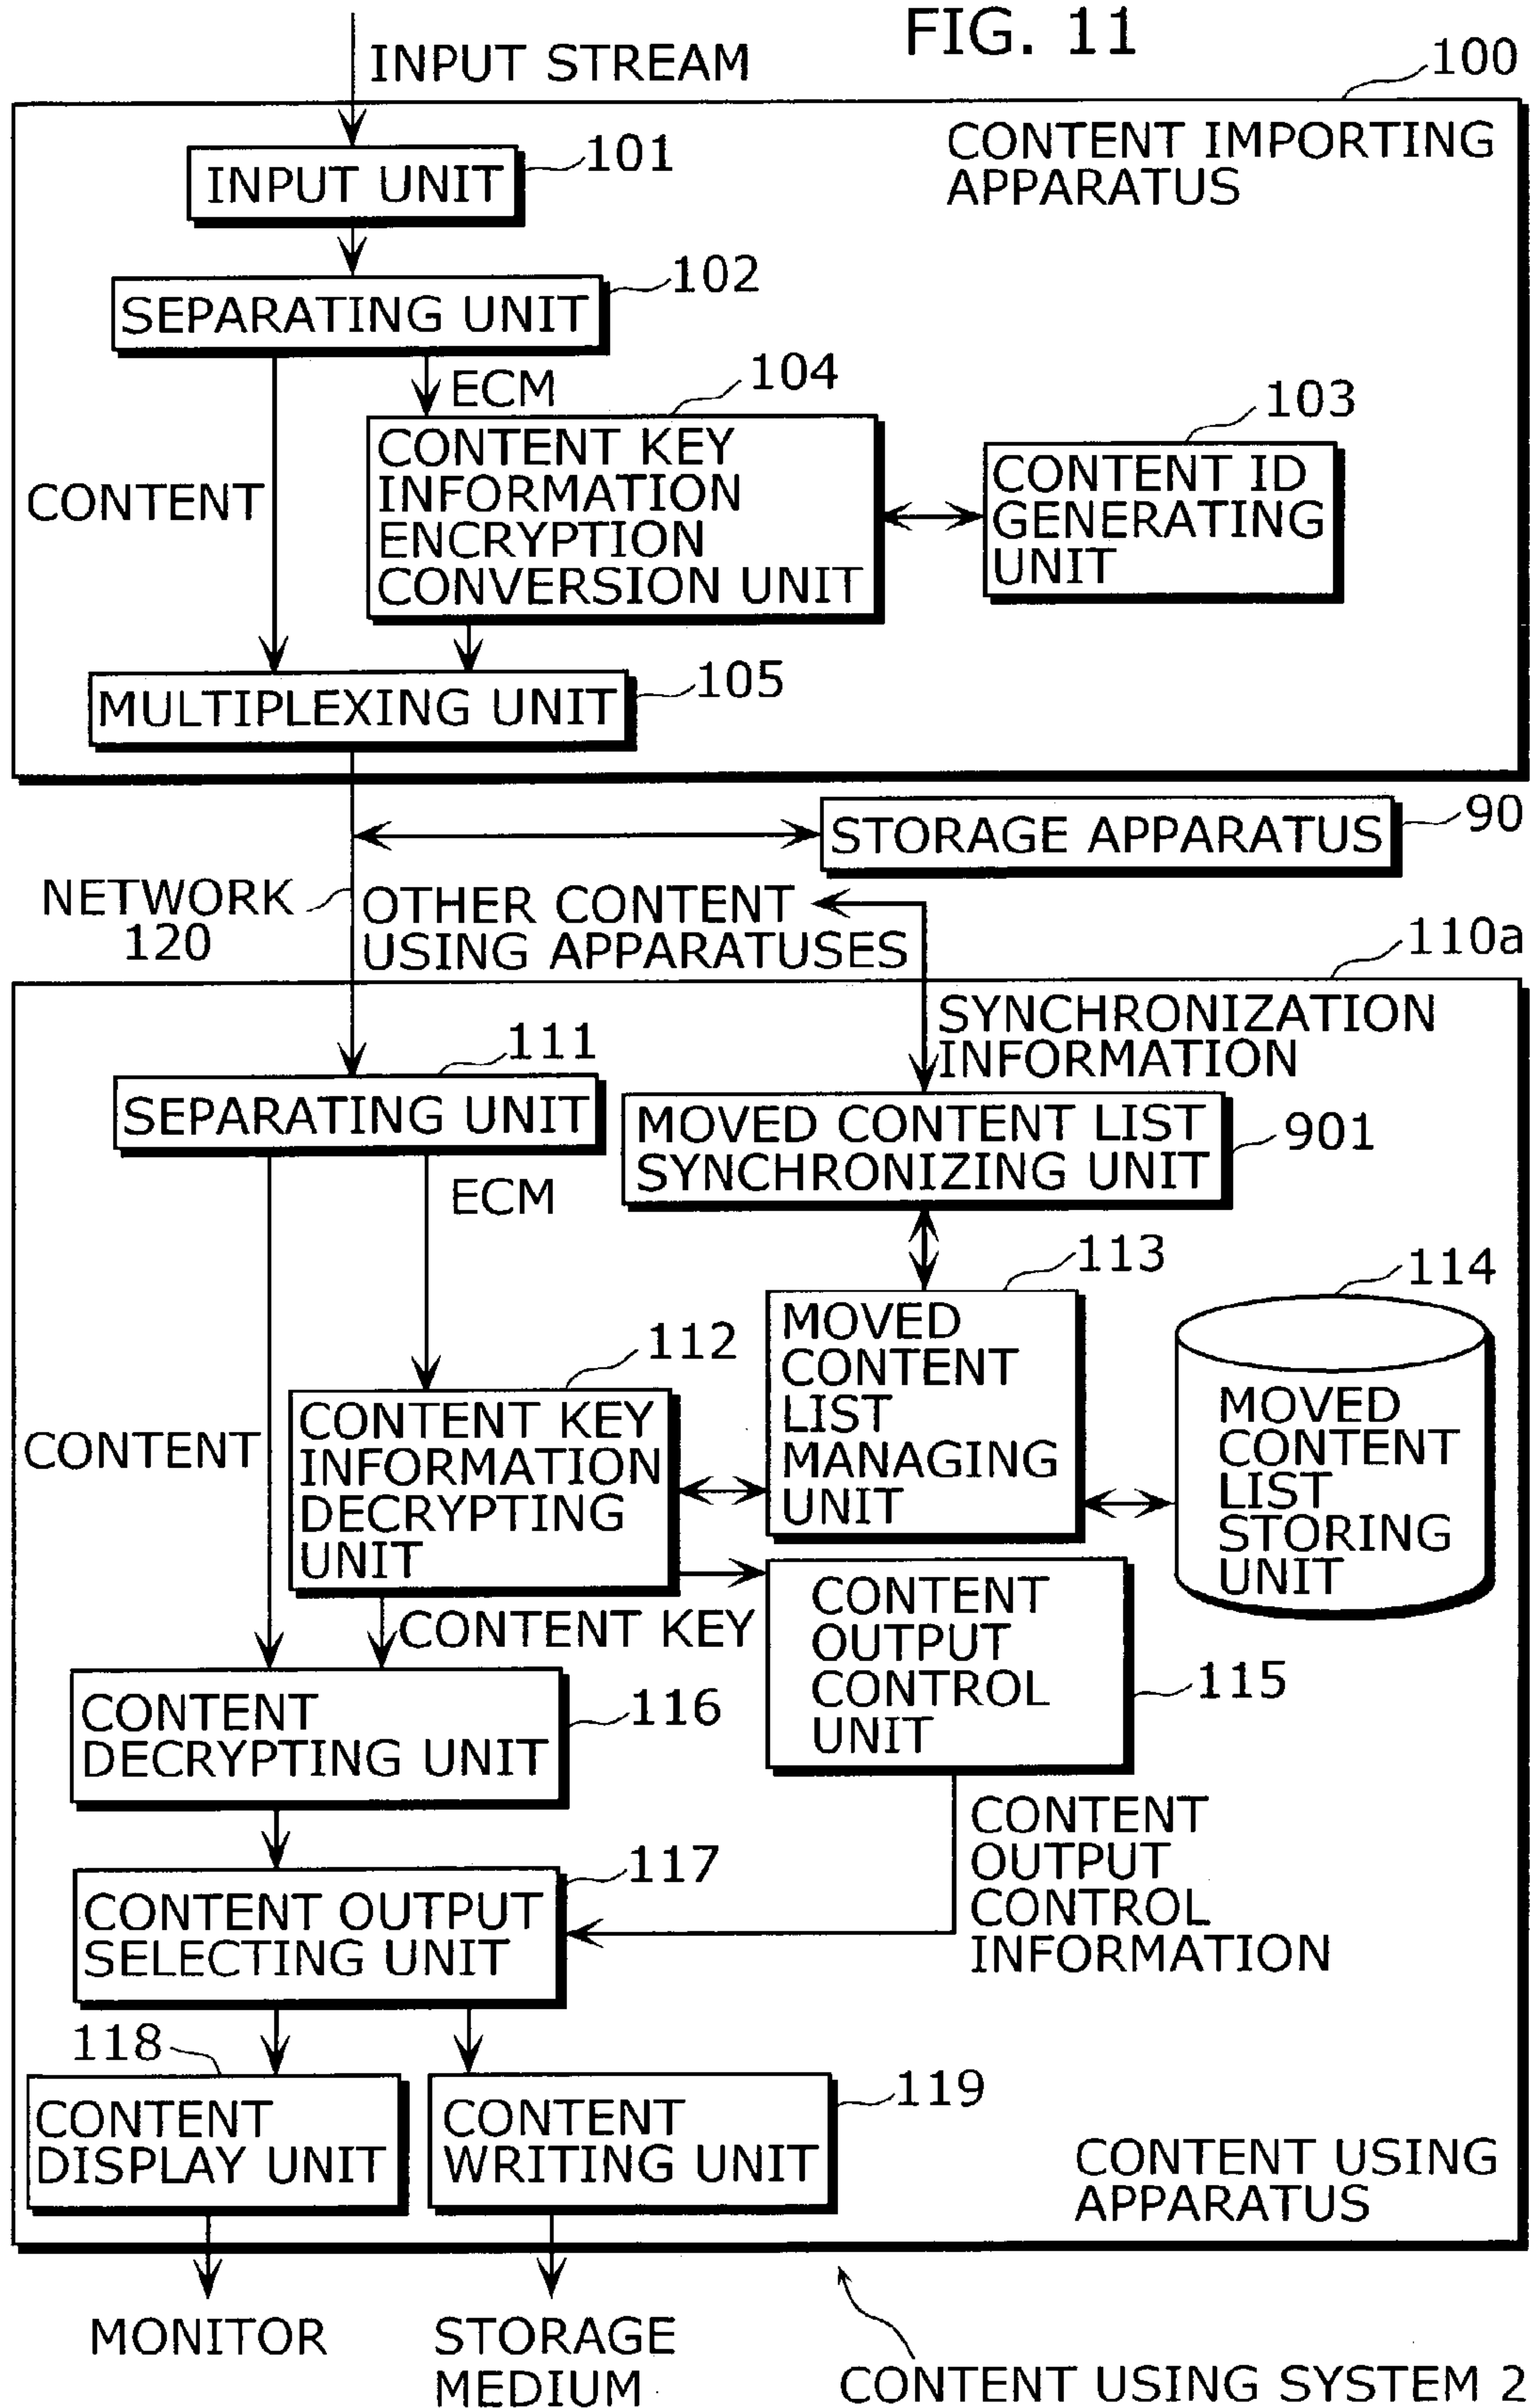 FIG. 11
INPUT STREAM
100
CONTENT IMPORTING
APPARATUS
101
INPUT UNIT
102
SEPARATING UNIT
ECM
104
103
CONTENT
CONTENT KEY
INFORMATION
ENCRYPTION
CONVERSION UNIT
CONTENT ID
GENERATING
UNIT
MULTIPLEXING UNIT
105
STORAGE APPARATUS
90
NETWORK
120
OTHER CONTENT
USING APPARATUSES
110a
SYNCHRONIZATION
INFORMATION
111
SEPARATING UNIT
MOVED CONTENT LIST
SYNCHRONIZING UNIT
901
ECM
113
114
MOVED
CONTENT
LIST
MANAGING
UNIT
MOVED
CONTENT
LIST
STORING
UNIT
112
CONTENT
CONTENT KEY
INFORMATION
DECRYPTING
UNIT
CONTENT KEY
CONTENT
OUTPUT
CONTROL
UNIT
115
CONTENT
DECRYPTING UNIT
116
CONTENT
OUTPUT
CONTROL
INFORMATION
117
CONTENT OUTPUT
SELECTING UNIT
118
CONTENT
DISPLAY UNIT
CONTENT
WRITING UNIT
119
CONTENT USING
APPARATUS
MONITOR
STORAGE
MEDIUM
CONTENT USING SYSTEM 2